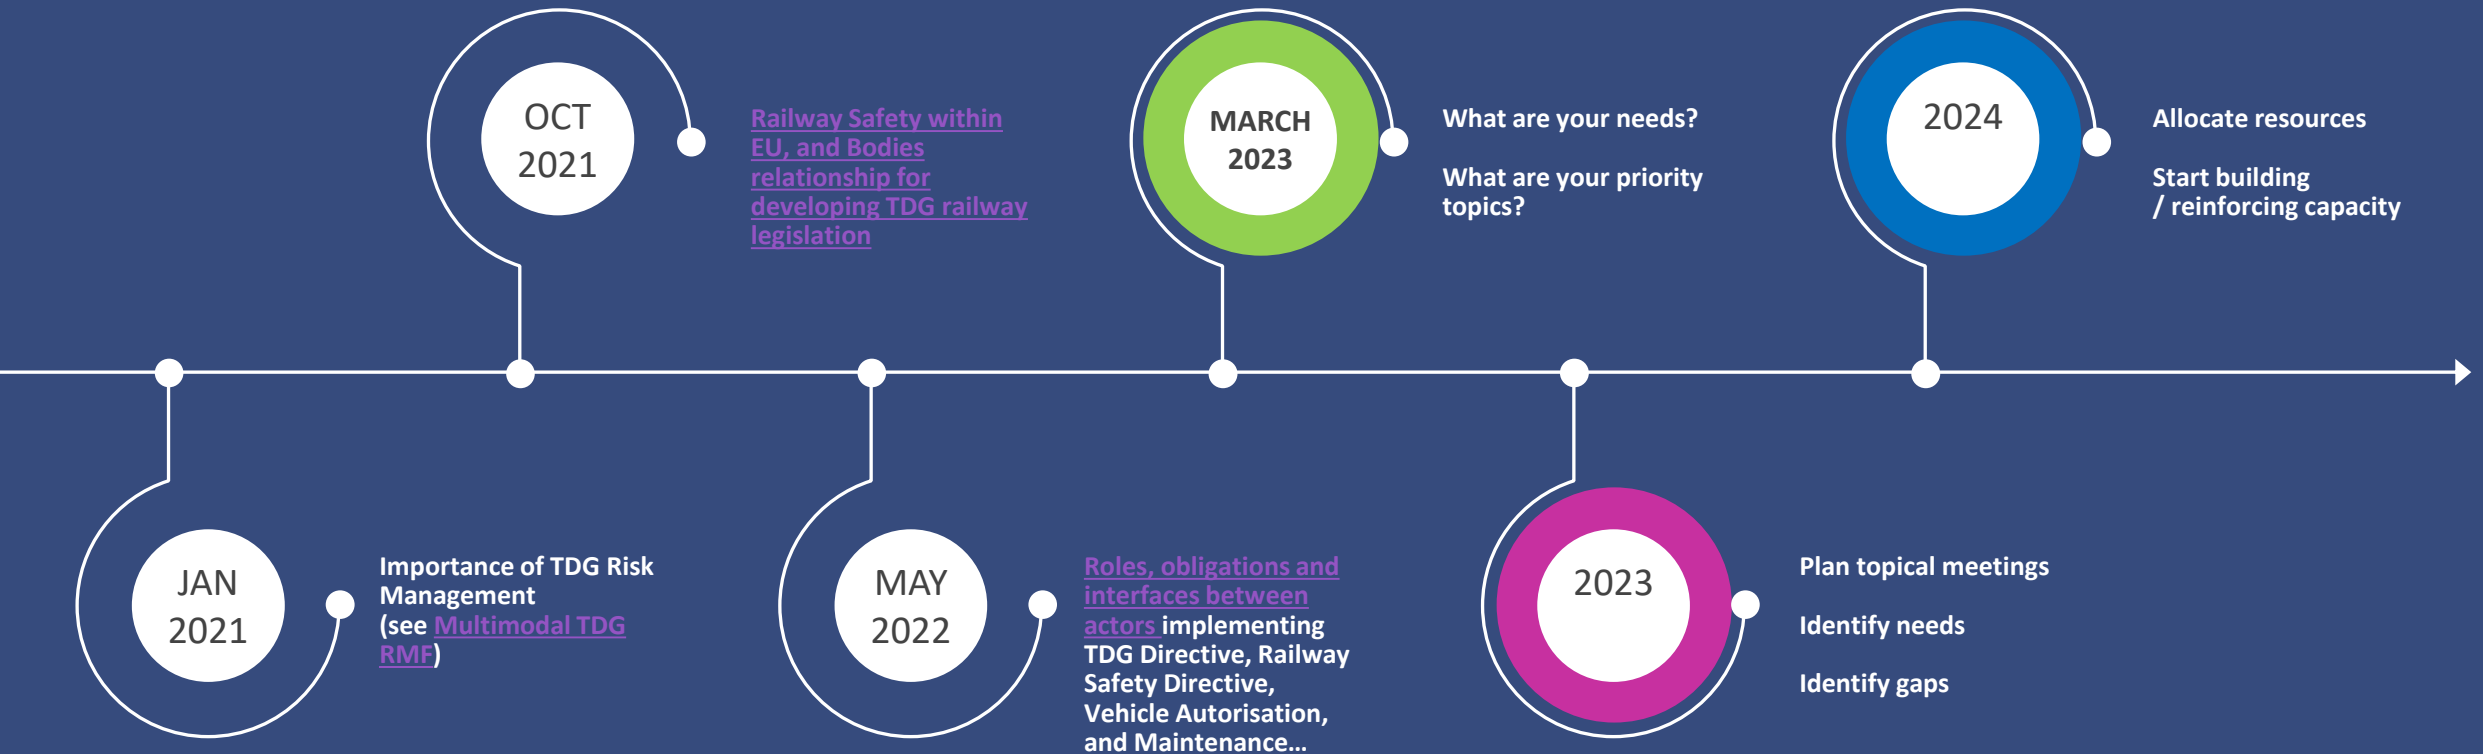 JAN
2021
Importance of TDG Risk
Management
(see Multimodal TDG
RMF)
OCT
2021
Railway Safety within
EU, and Bodies
relationship for
developing TDG railway
legislation
MAY
2022
Roles, obligations and
interfaces between
actors implementing
TDG Directive, Railway
Safety Directive,
Vehicle Autorisation,
and Maintenance...
MARCH
2023
What are your needs?
What are your priority
topics?
2023
Plan topical meetings
Identify needs
Identify gaps
2024
Allocate resources
Start building
/ reinforcing capacity